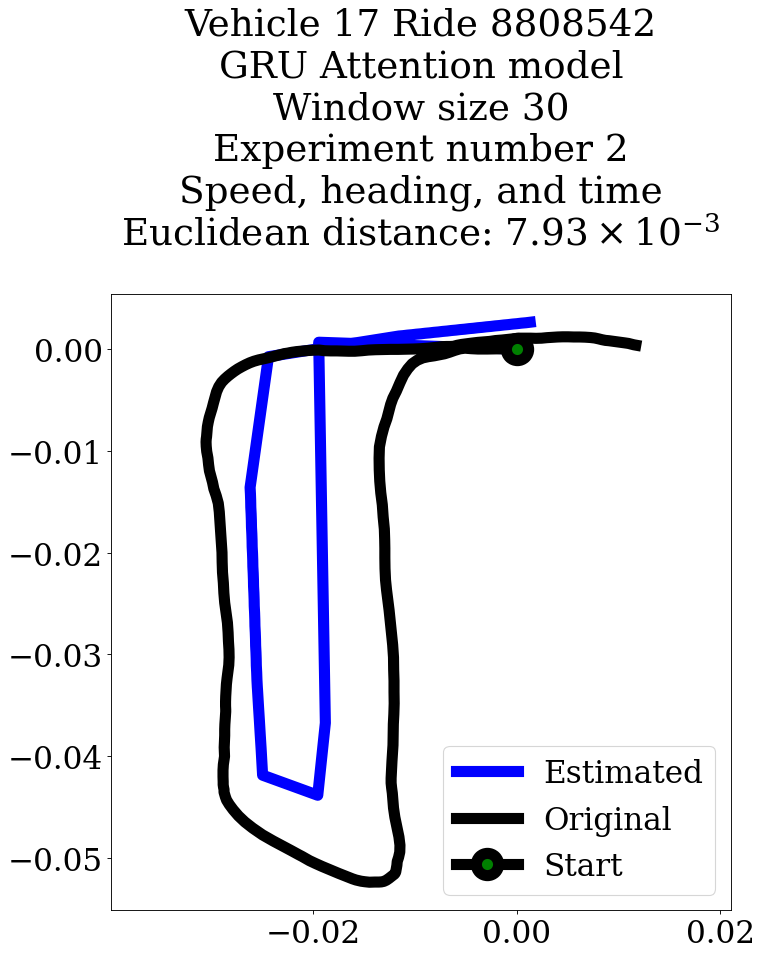 Vehicle 17 Ride 8808542
GRU Attention model
Window size 30
Experiment number 2
Speed, heading, and time
Euclidean distance: 7.93 × 10⁻³
0.00
−0.01
−0.02
−0.03
−0.04
−0.05
−0.02 0.00 0.02
Estimated
Original
Start